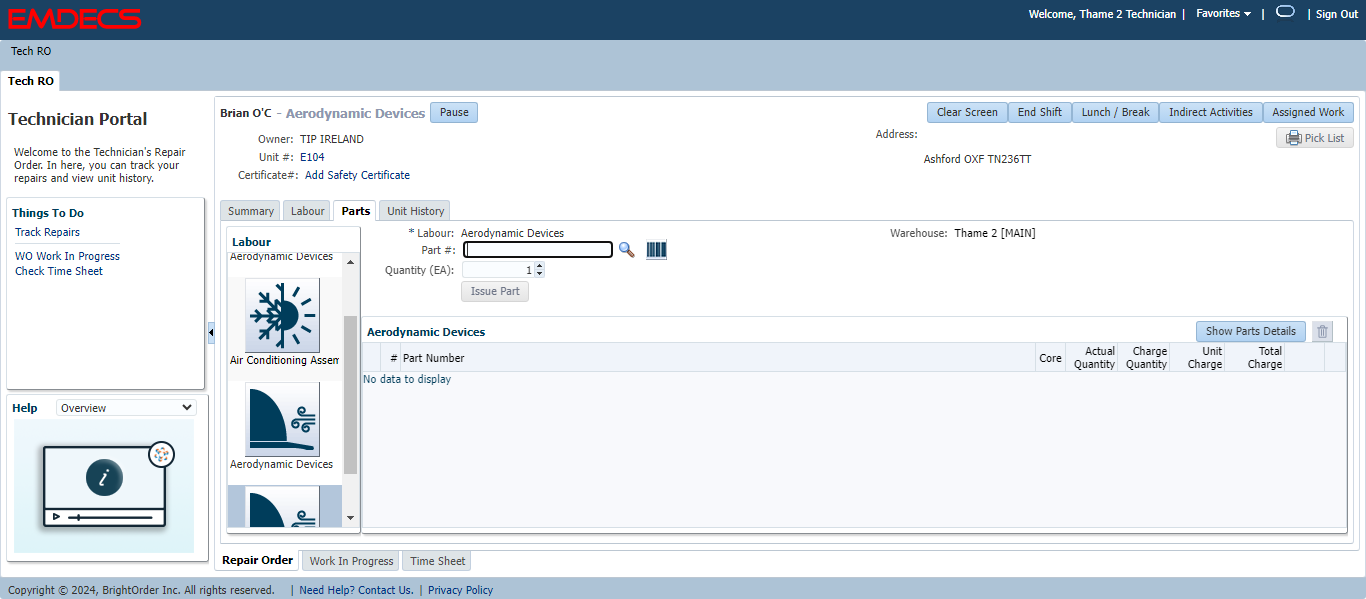 EMDECS
Welcome, Thame 2 Technician | Favorites | | Sign Out
Tech RO
Tech RO
Technician Portal
Welcome to the Technician's Repair
Order. In here, you can track your
repairs and view unit history.
Things To Do
Track Repairs
WO Work In Progress
Check Time Sheet
Help Overview
i
Brian O'C - Aerodynamic Devices Pause
Clear Screen End Shift Lunch / Break Indirect Activities Assigned Work
Owner: TIP IRELAND
Unit #: E104
Certificate#: Add Safety Certificate
Address:
Pick List
Ashford OXF TN236TT
Summary Labour Parts Unit History
Labour
Aerodynamic Devices
Air Conditioning Assem
Aerodynamic Devices
* Labour: Aerodynamic Devices
Warehouse: Thame 2 [MAIN]
Part #:
Quantity (EA): 1
Issue Part
Aerodynamic Devices Show Parts Details
# Part Number Core Actual Quantity Charge Quantity Unit Charge Total Charge
No data to display
Repair Order Work In Progress Time Sheet
Copyright © 2024, BrightOrder Inc. All rights reserved. | Need Help? Contact Us. | Privacy Policy